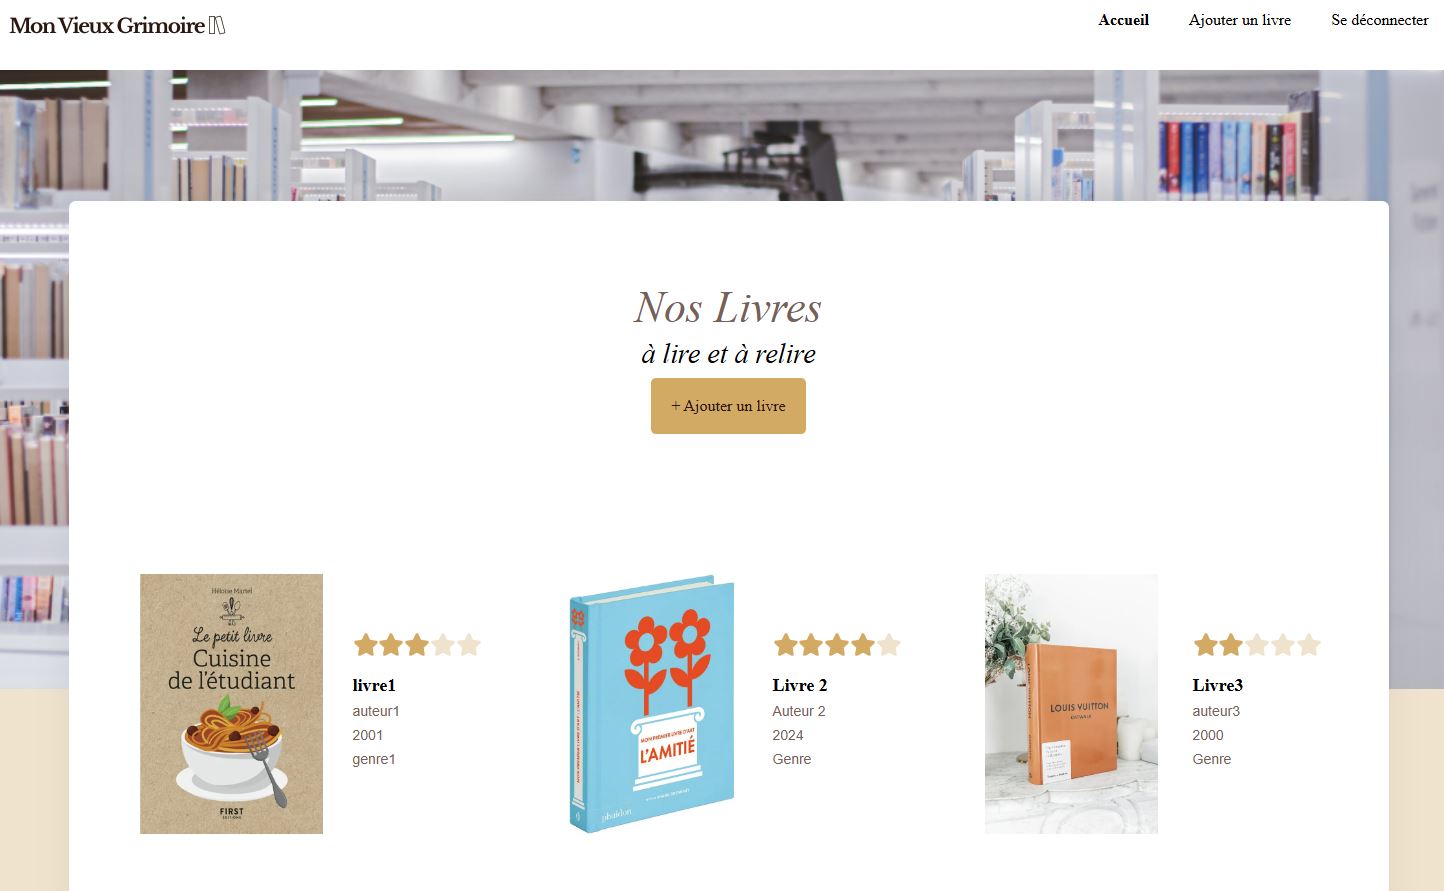 Mon Vieux Grimoire
Accueil
Ajouter un livre
Se déconnecter
Nos Livres
à lire et à relire
+ Ajouter un livre
Héloïse Martel
Le petit livre
Cuisine
de l'étudiant
FIRST
ÉDITIONS
livre1
auteur1
2001
genre1
MON PREMIER LIVRE D'ART
L'AMITIÉ
phaidon
Livre 2
Auteur 2
2024
Genre
LOUIS VUITTON
Livre3
auteur3
2000
Genre